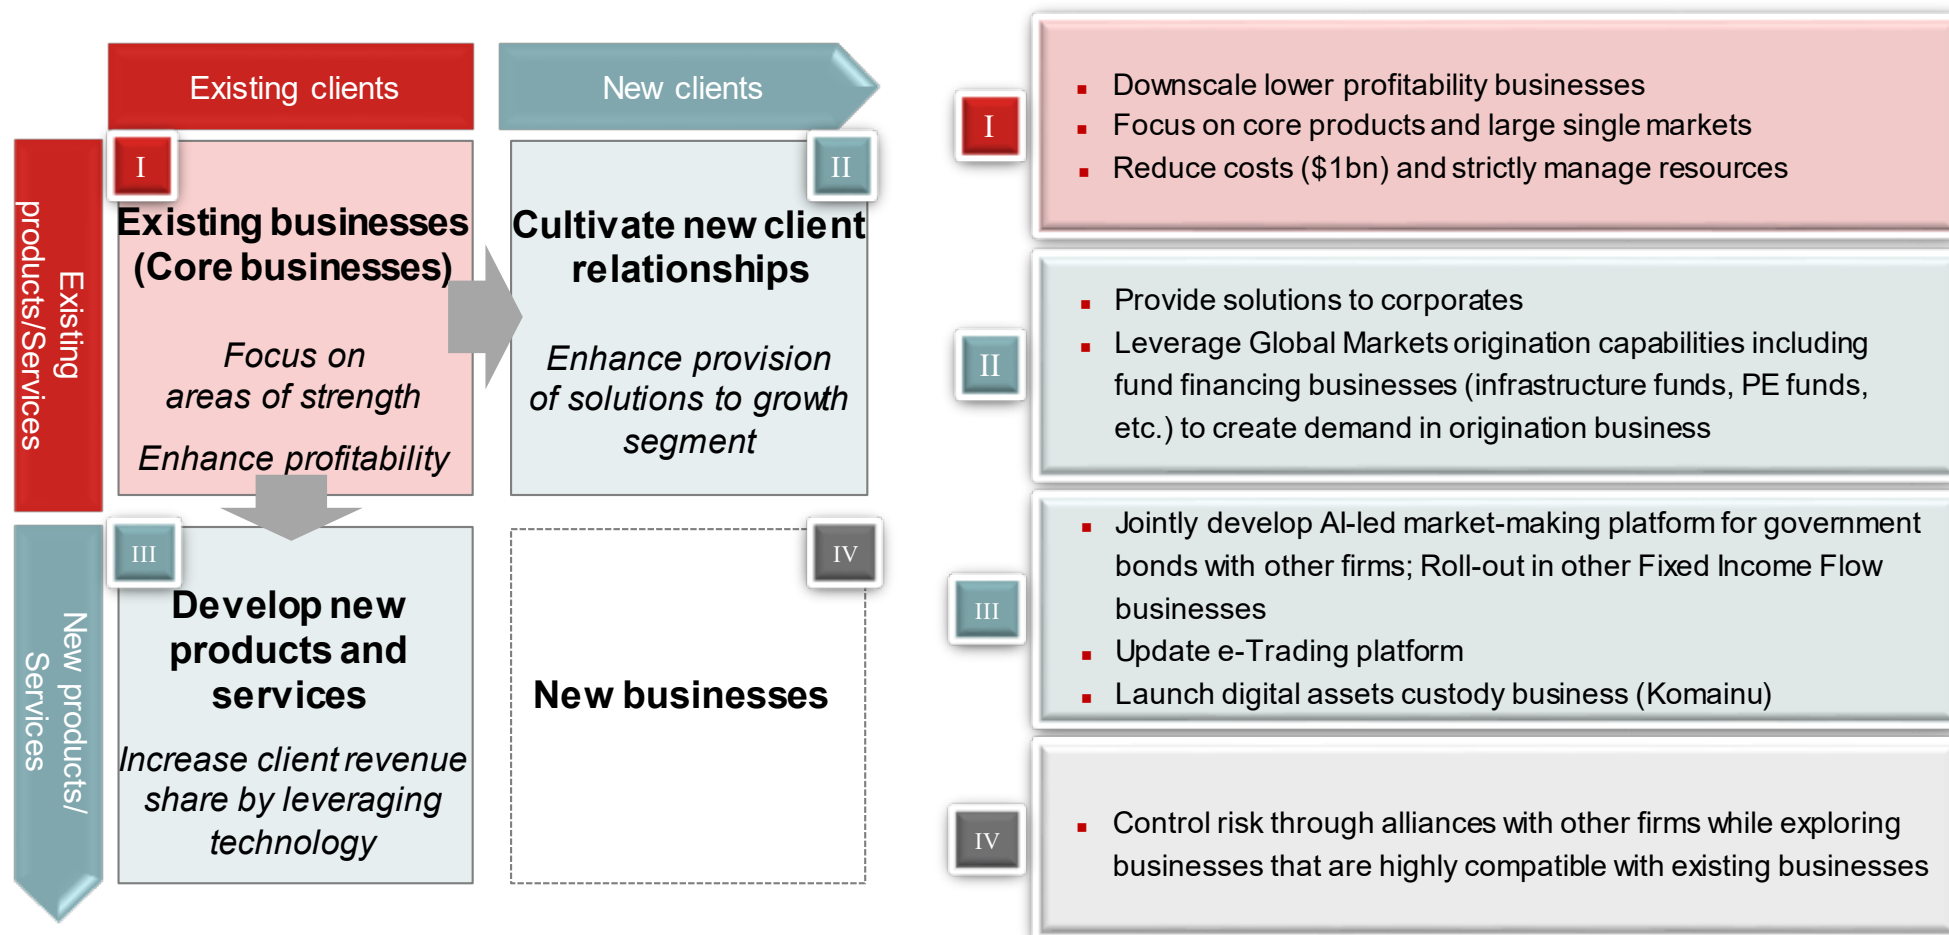 Existing clients
New clients
Existing
products/Services
New products/
Services
I
Existing businesses
(Core businesses)
Focus on
areas of strength
Enhance profitability
II
Cultivate new client
relationships
Enhance provision
of solutions to growth
segment
III
Develop new
products and
services
Increase client revenue
share by leveraging
technology
IV
New businesses
I
▪ Downscale lower profitability businesses
▪ Focus on core products and large single markets
▪ Reduce costs ($1bn) and strictly manage resources
II
▪ Provide solutions to corporates
▪ Leverage Global Markets origination capabilities including
fund financing businesses (infrastructure funds, PE funds,
etc.) to create demand in origination business
III
▪ Jointly develop AI-led market-making platform for government
bonds with other firms; Roll-out in other Fixed Income Flow
businesses
▪ Update e-Trading platform
▪ Launch digital assets custody business (Komainu)
IV
▪ Control risk through alliances with other firms while exploring
businesses that are highly compatible with existing businesses